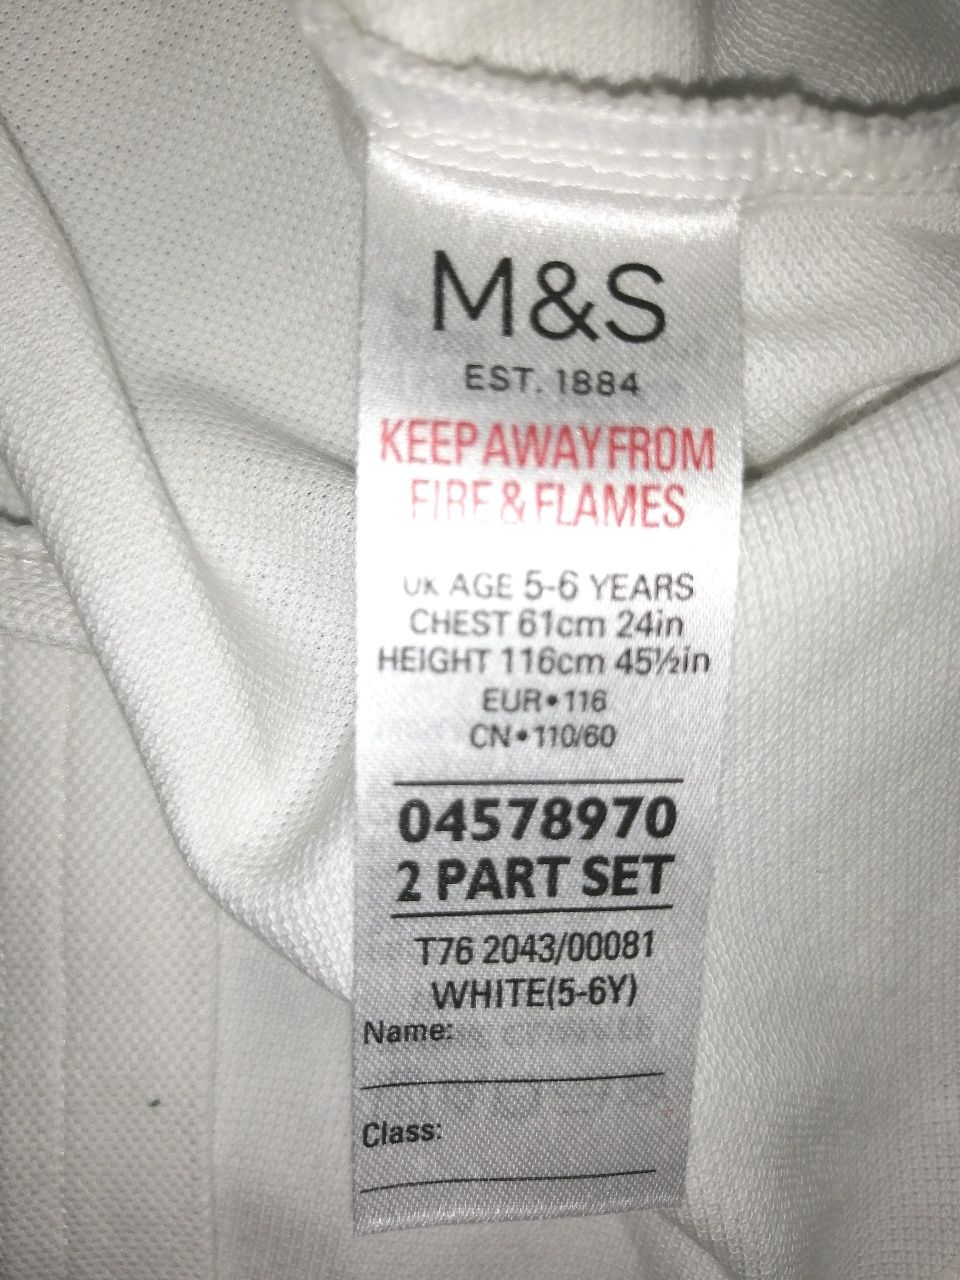 M&S
EST. 1884
KEEP AWAY FROM
FIRE & FLAMES
UK AGE 5-6 YEARS
CHEST 61cm 24in
HEIGHT 116cm 45½in
EUR•116
CN•110/60
04578970
2 PART SET
T76 2043/00081
WHITE(5-6Y)
Name:
Class: